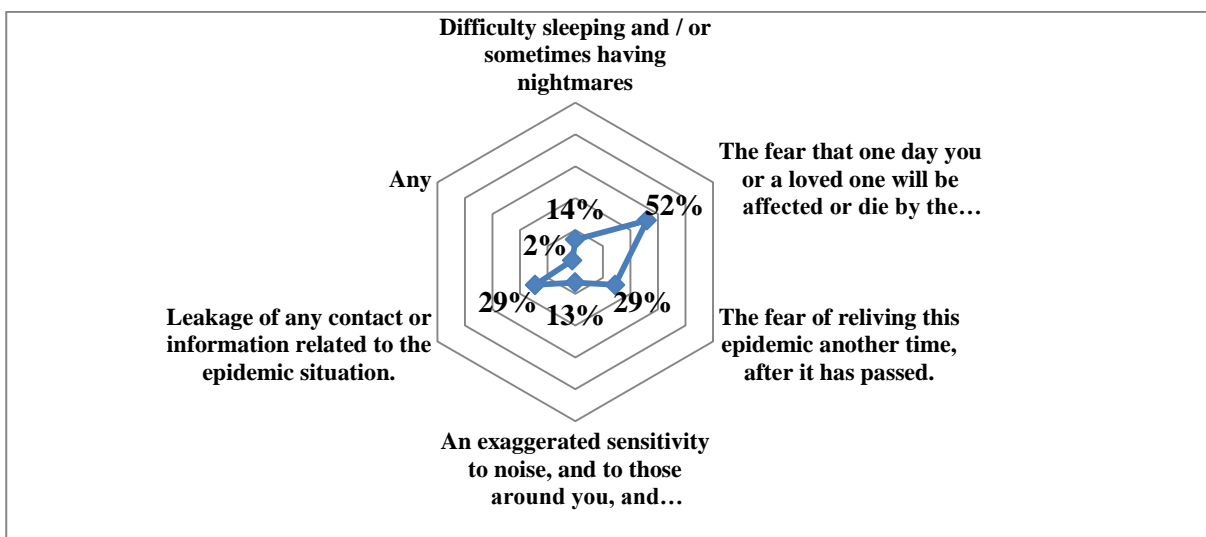 Difficulty sleeping and / or
sometimes having
nightmares
The fear that one day you
or a loved one will be
affected or die by the…
Any
14%
52%
2%
29%
29%
13%
Leakage of any contact or
information related to the
epidemic situation.
The fear of reliving this
epidemic another time,
after it has passed.
An exaggerated sensitivity
to noise, and to those
around you, and…